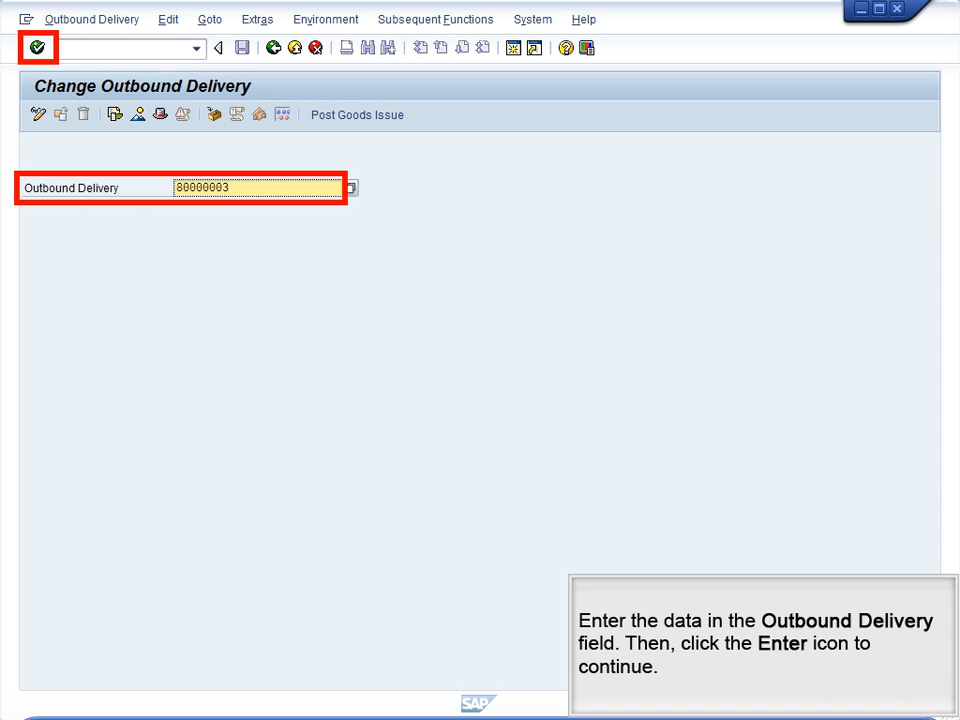 Outbound Delivery Edit Goto Extras Environment Subsequent Functions System Help
Change Outbound Delivery
Post Goods Issue
Outbound Delivery 80000003
Enter the data in the Outbound Delivery
field. Then, click the Enter icon to
continue.
SAP